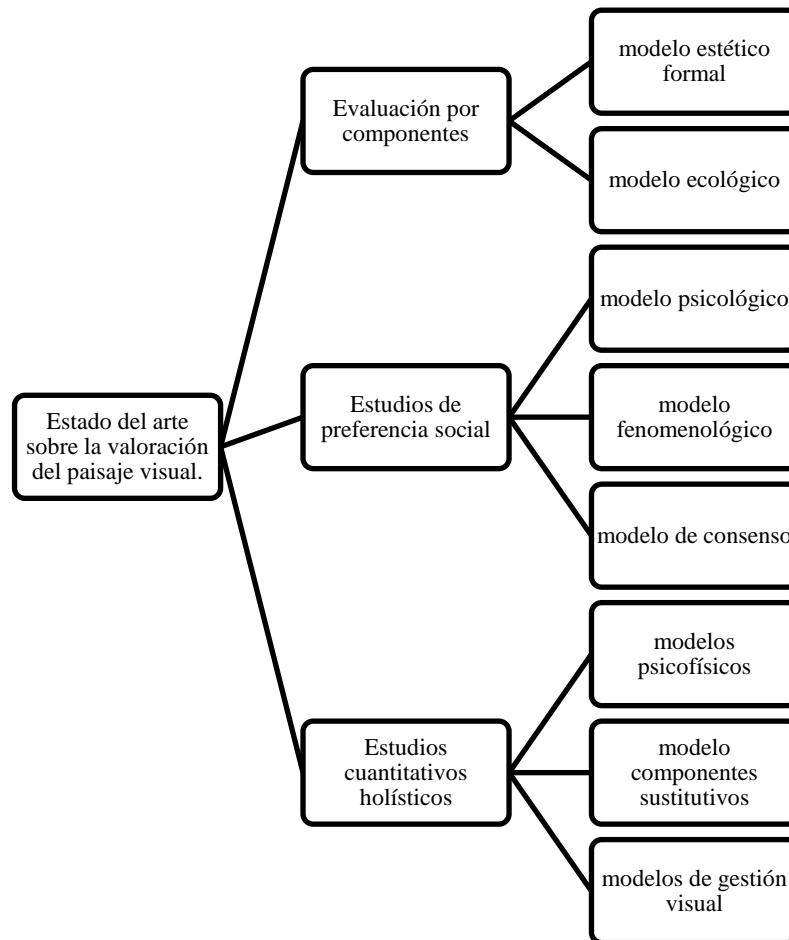 Estado del arte
sobre la valoración
del paisaje visual.
Evaluación por
componentes
modelo estético
formal
modelo ecológico
Estudios de
preferencia social
modelo psicológico
modelo
fenomenológico
modelo de consenso
Estudios
cuantitativos
holísticos
modelos
psicofísicos
modelo
componentes
sustitutivos
modelos de gestión
visual